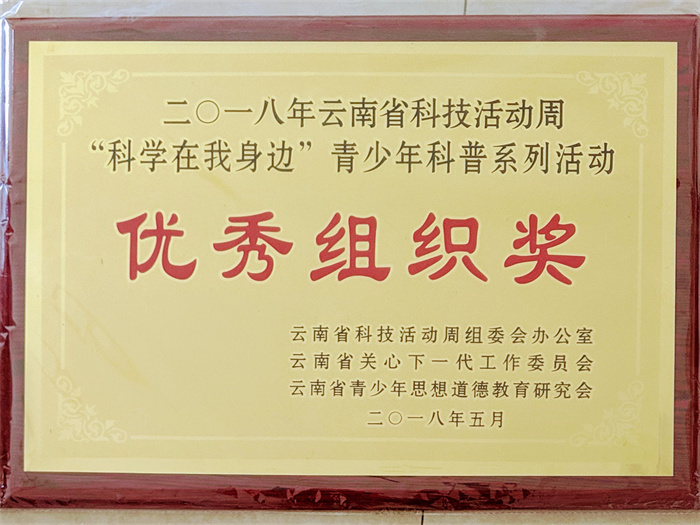 二〇一八年云南省科技活动周
“科学在我身边”青少年科普系列活动
优秀组织奖
云南省科技活动周组委会办公室
云南省关心下一代工作委员会
云南省青少年思想道德教育研究会
二〇一八年五月